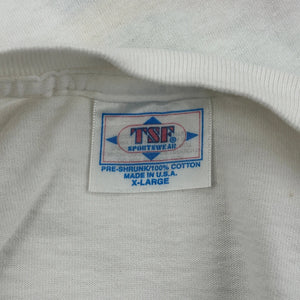 TSF®
SPORTSWEAR
PRE-SHRUNK/100% COTTON
MADE IN U.S.A.
X-LARGE